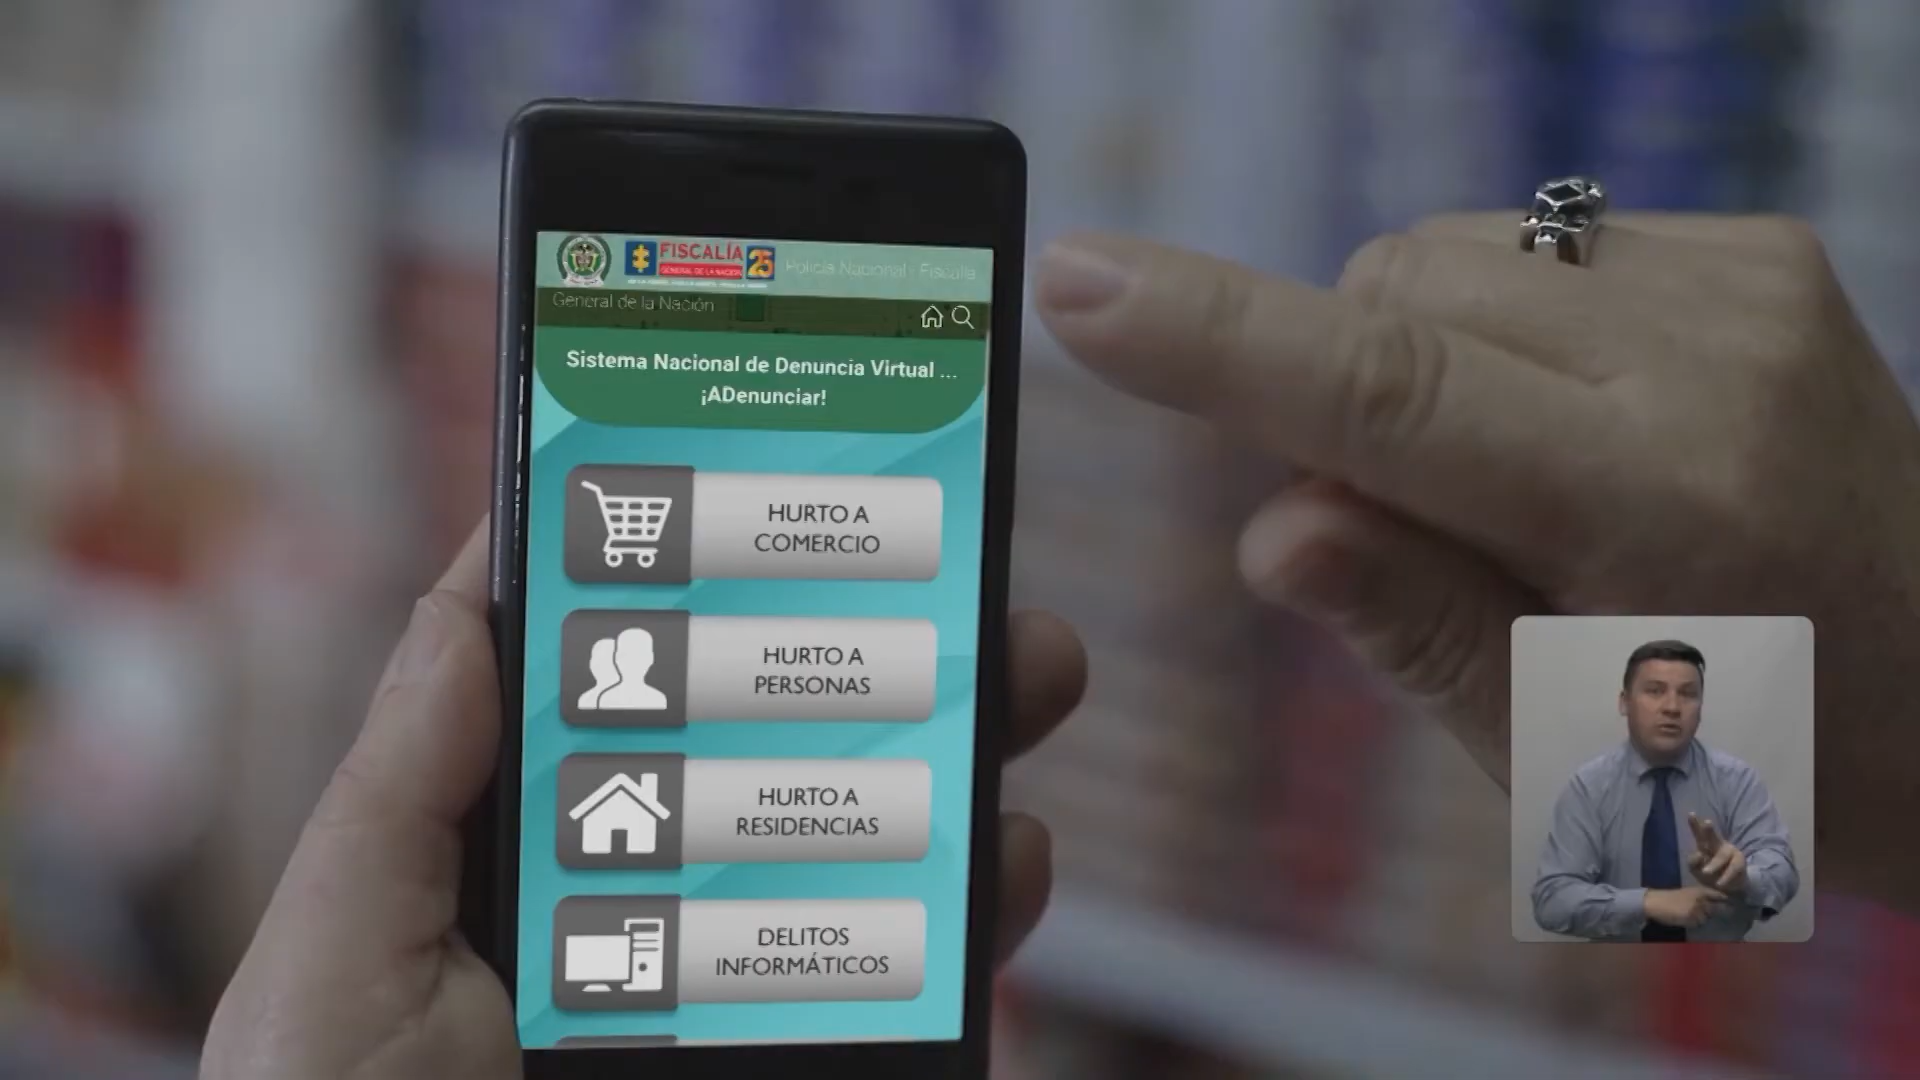 FISCALÍA
GENERAL DE LA NACIÓN
25
Policía Nacional - Fiscalía
General de la Nación
Sistema Nacional de Denuncia Virtual ...
¡ADenunciar!
HURTO A
COMERCIO
HURTO A
PERSONAS
HURTO A
RESIDENCIAS
DELITOS
INFORMÁTICOS